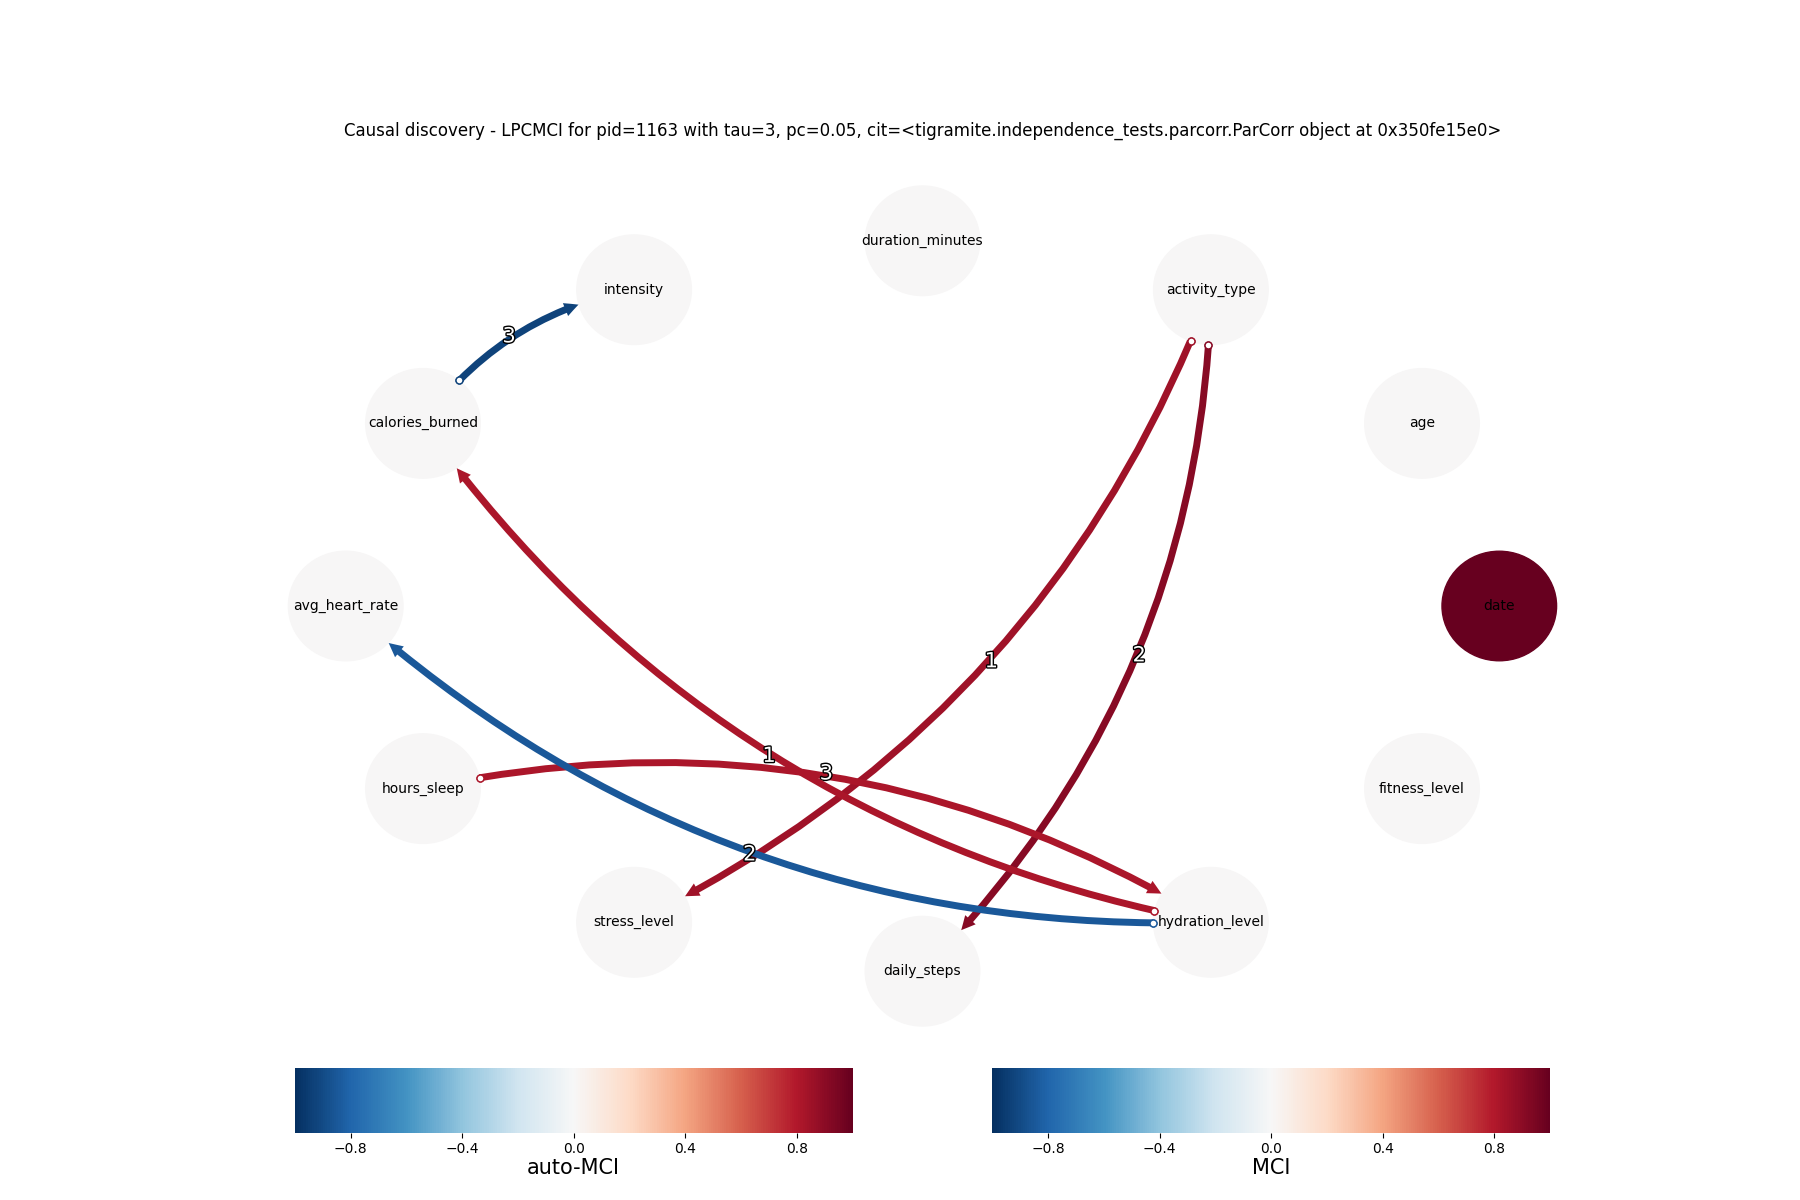 Causal discovery - LPCMCI for pid=1163 with tau=3, pc=0.05, cit=<tigramite.independence_tests.parcorr.ParCorr object at 0x350fe15e0>
duration_minutes
intensity
activity_type
3
calories_burned
age
avg_heart_rate
date
1
2
1
3
hours_sleep
fitness_level
2
stress_level
hydration_level
daily_steps
−0.8 −0.4 0.0 0.4 0.8
auto-MCI
−0.8 −0.4 0.0 0.4 0.8
MCI